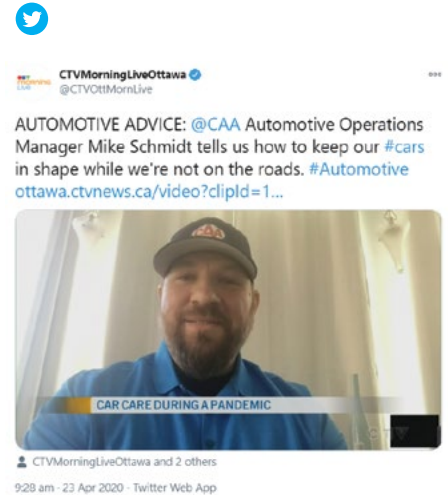 CTVMorningLiveOttawa
@CTVOttMornLive
AUTOMOTIVE ADVICE: @CAA Automotive Operations
Manager Mike Schmidt tells us how to keep our #cars
in shape while we're not on the roads. #Automotive
ottawa.ctvnews.ca/video?clipId=1...
CAA
CAR CARE DURING A PANDEMIC
CTVMorningLiveOttawa and 2 others
9:28 am · 23 Apr 2020 · Twitter Web App